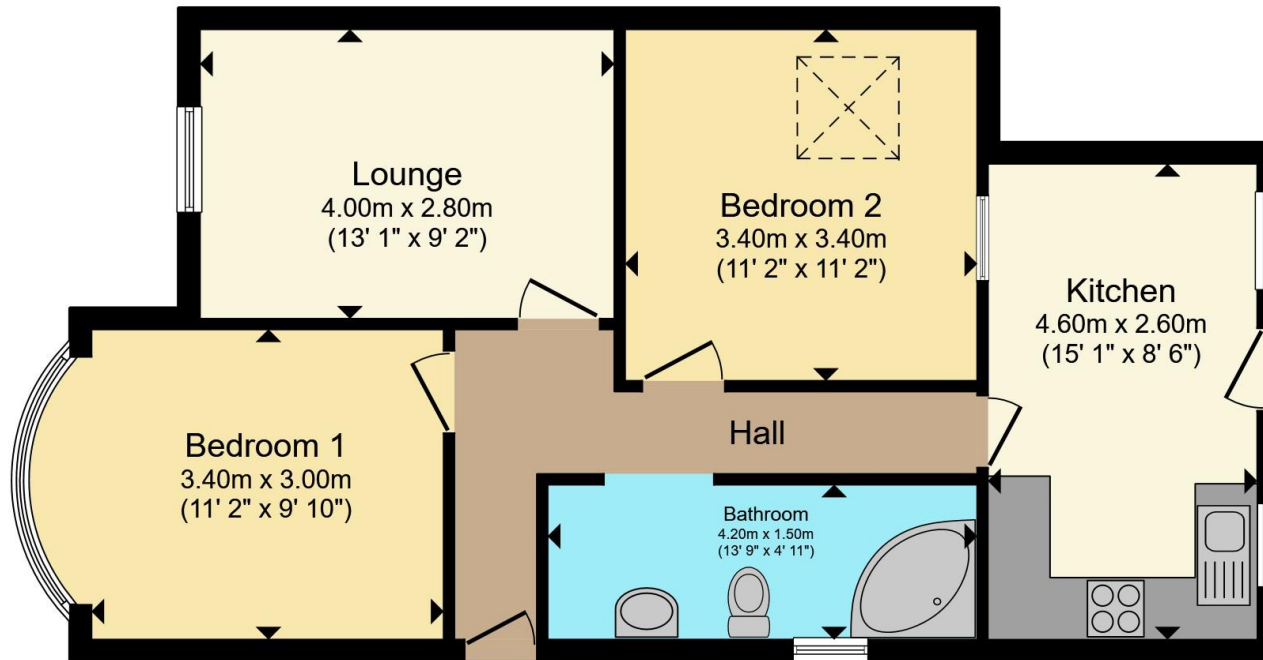 Lounge
4.00m x 2.80m
(13' 1" x 9' 2")
Bedroom 2
3.40m x 3.40m
(11' 2" x 11' 2")
Kitchen
4.60m x 2.60m
(15' 1" x 8' 6")
Bedroom 1
3.40m x 3.00m
(11' 2" x 9' 10")
Hall
Bathroom
4.20m x 1.50m
(13' 9" x 4' 11")